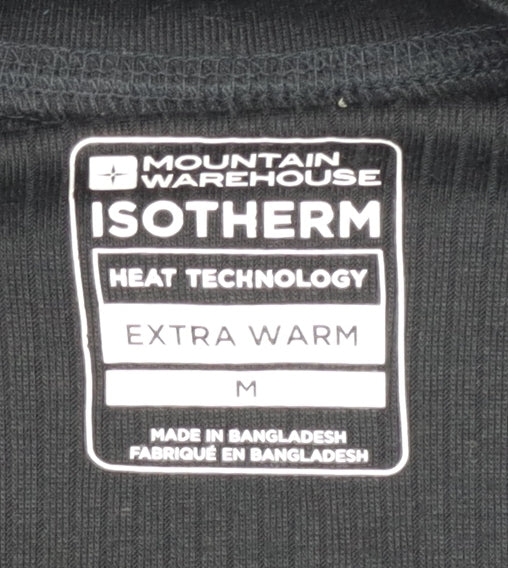 MOUNTAIN
WAREHOUSE
ISOTHERM
HEAT TECHNOLOGY
EXTRA WARM
M
MADE IN BANGLADESH
FABRIQUÉ EN BANGLADESH